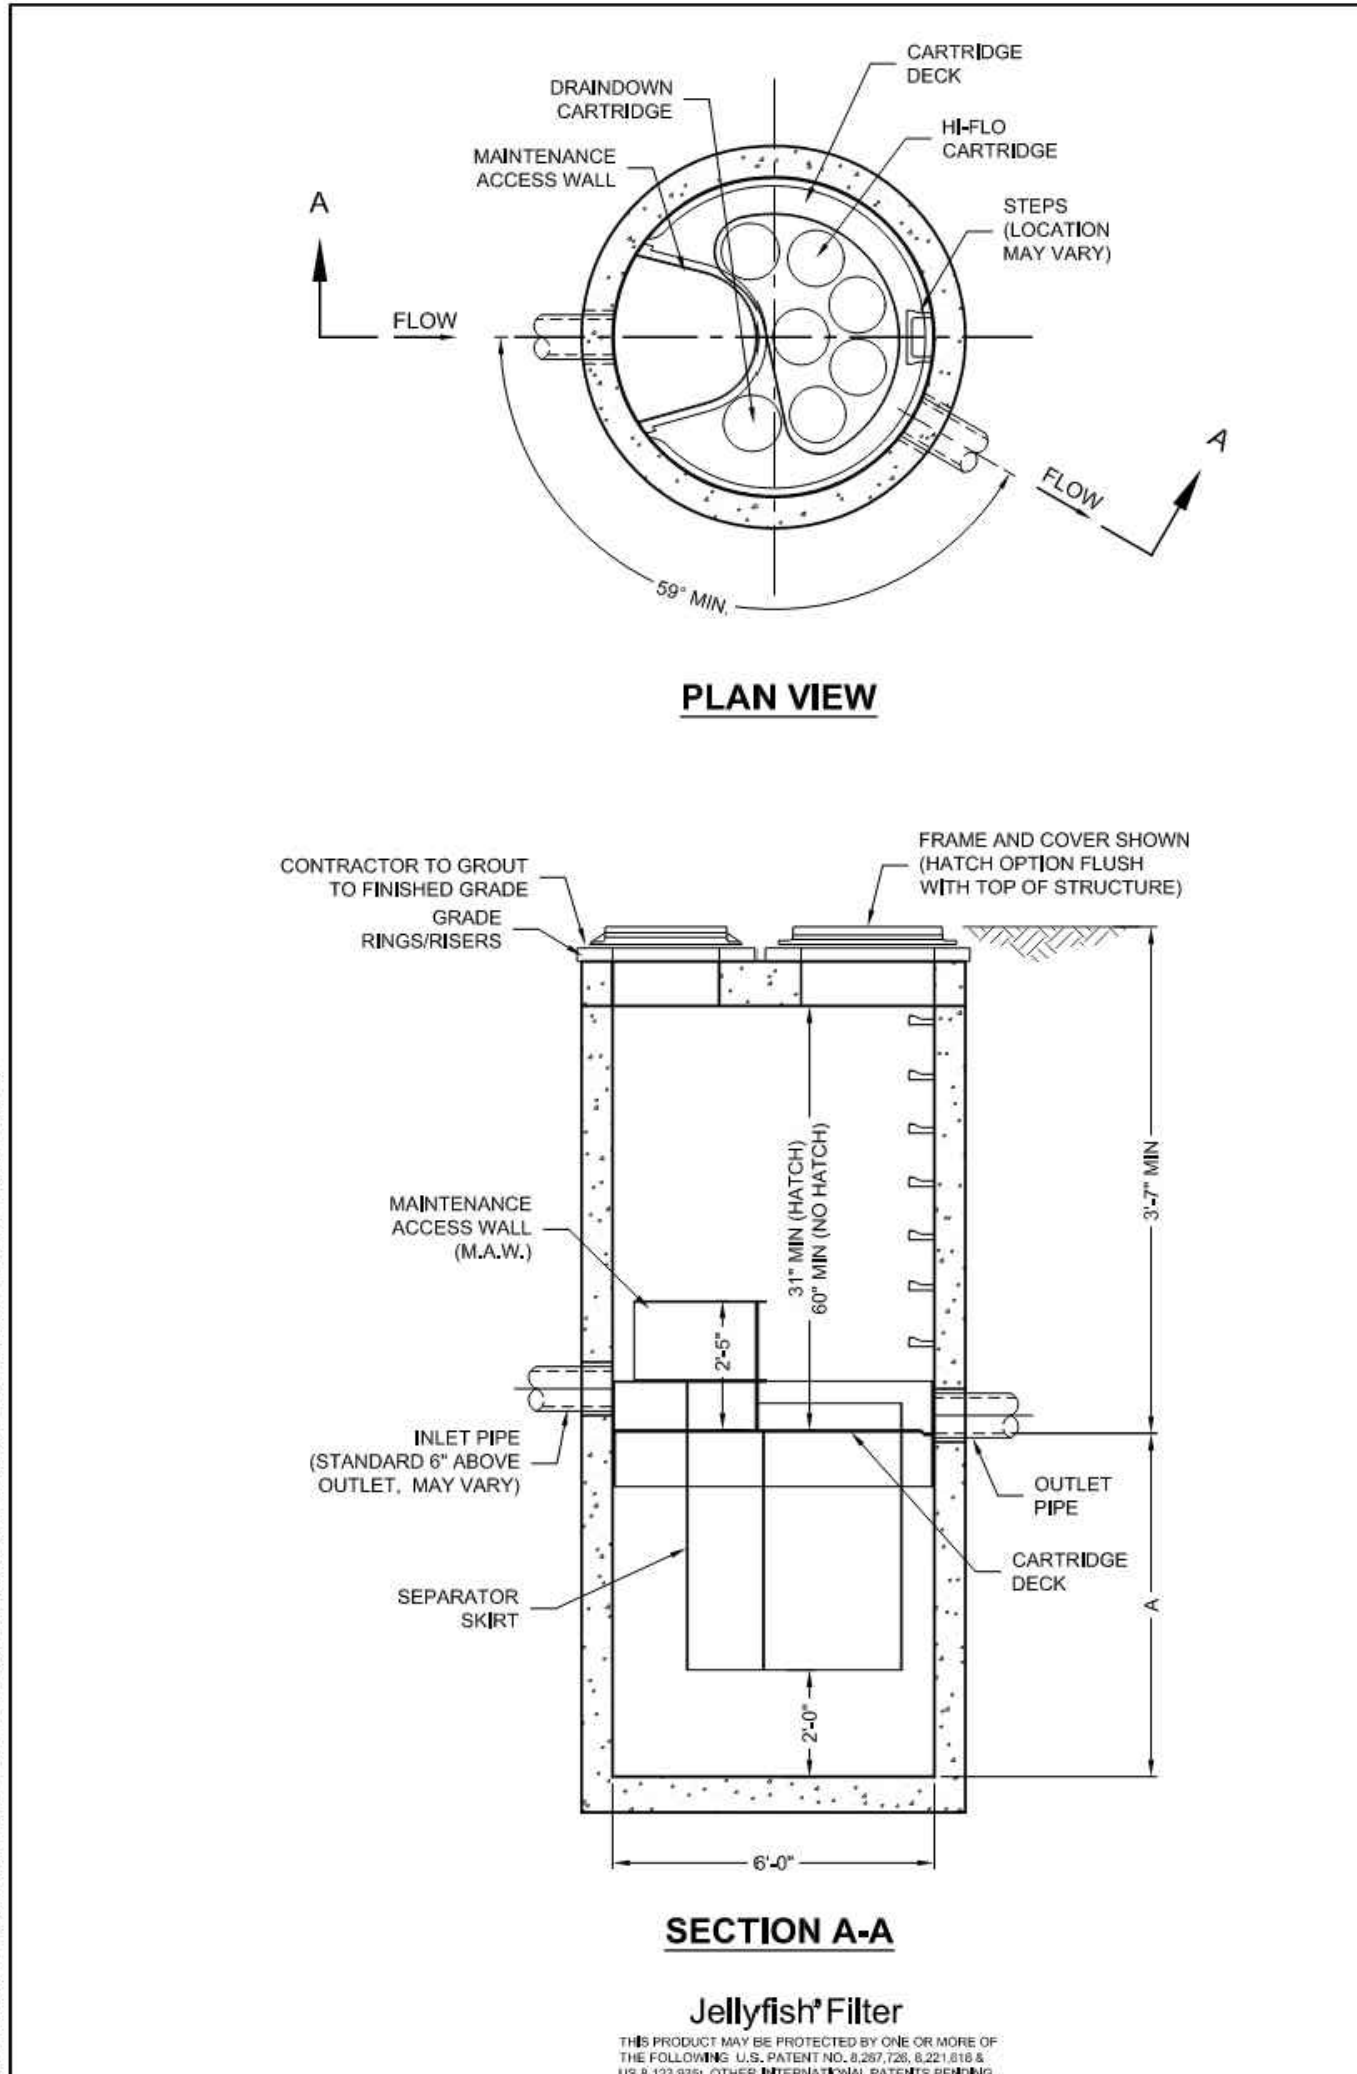 CARTRIDGE
DECK
DRAINDOWN
CARTRIDGE
HI-FLO
CARTRIDGE
MAINTENANCE
ACCESS WALL
STEPS
(LOCATION
MAY VARY)
A
FLOW
A
FLOW
59° MIN.
PLAN VIEW
FRAME AND COVER SHOWN
(HATCH OPTION FLUSH
WITH TOP OF STRUCTURE)
CONTRACTOR TO GROUT
TO FINISHED GRADE
GRADE
RINGS/RISERS
31" MIN (HATCH)
60" MIN (NO HATCH)
3'-7" MIN
MAINTENANCE
ACCESS WALL
(M.A.W.)
2'-5"
INLET PIPE
(STANDARD 6" ABOVE
OUTLET, MAY VARY)
OUTLET
PIPE
CARTRIDGE
DECK
SEPARATOR
SKIRT
A
2'-0"
6'-0"
SECTION A-A
Jellyfish® Filter
THIS PRODUCT MAY BE PROTECTED BY ONE OR MORE OF
THE FOLLOWING U.S. PATENT NO. 8,287,726, 8,221,618 &
OTHER INTERNATIONAL PATENTS PENDING